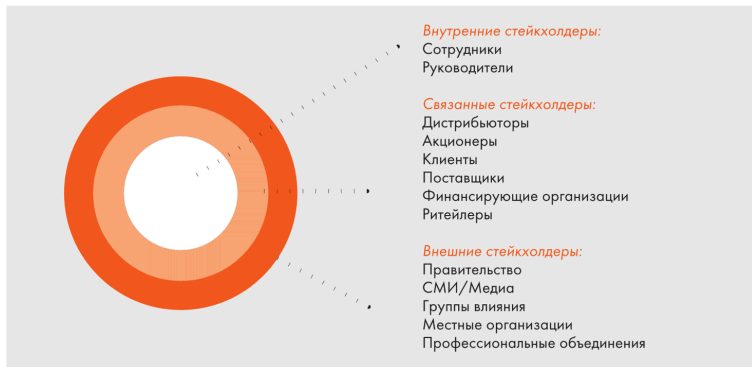 Внутренние стейкхолдеры:
Сотрудники
Руководители
Связанные стейкхолдеры:
Дистрибьюторы
Акционеры
Клиенты
Поставщики
Финансирующие организации
Ритейлеры
Внешние стейкхолдеры:
Правительство
СМИ/Медиа
Группы влияния
Местные организации
Профессиональные объединения